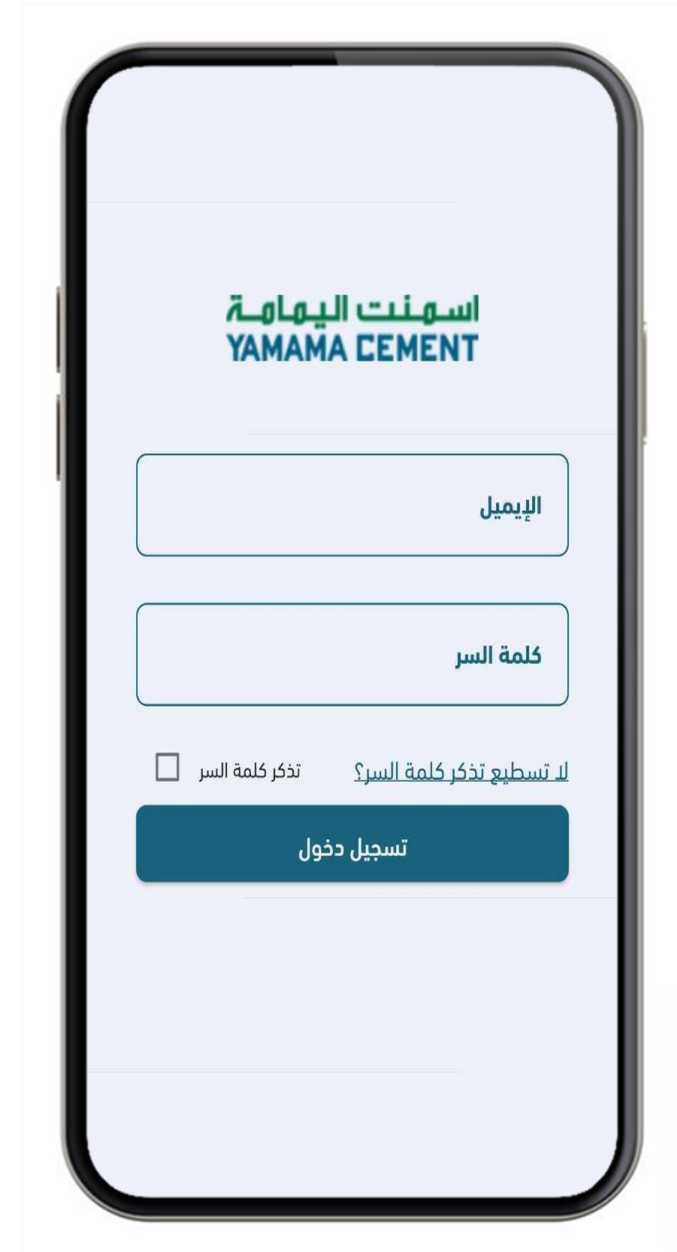 اسمنت اليمامة
YAMAMA CEMENT
الإيميل
كلمة السر
لا تسطيع تذكر كلمة السر؟ تذكر كلمة السر
تسجيل دخول